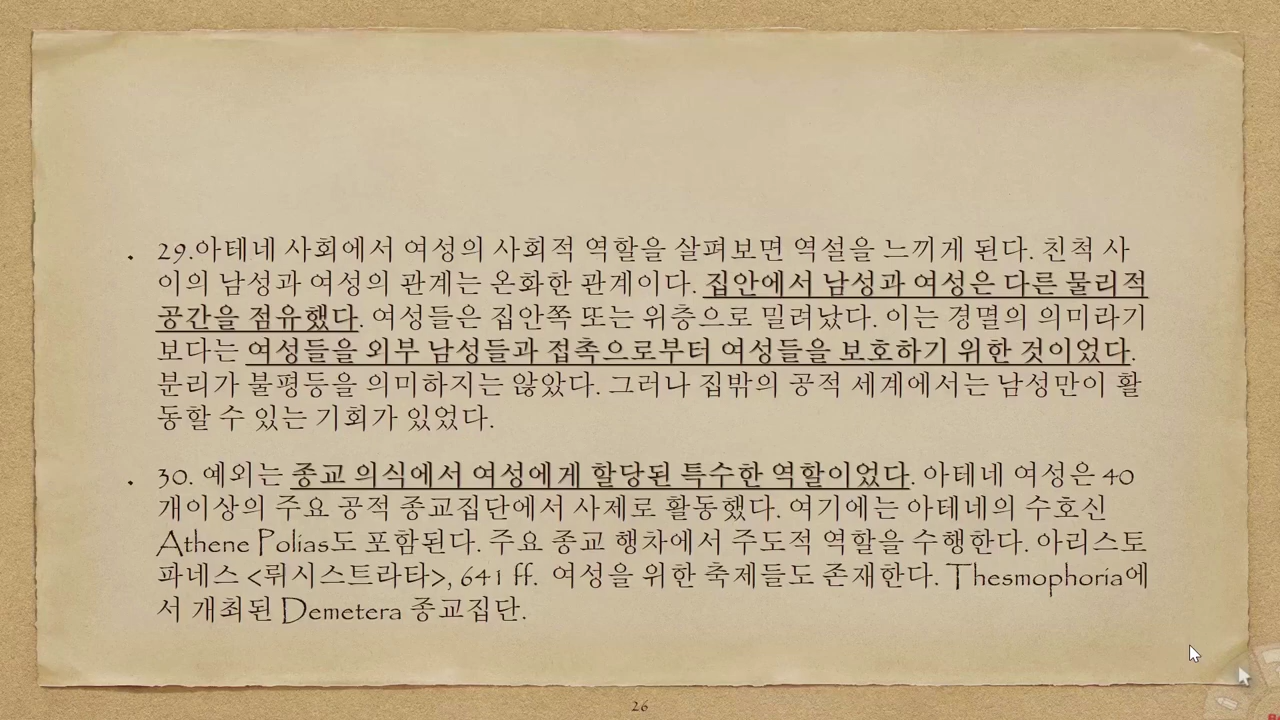 29.아테네 사회에서 여성의 사회적 역할을 살펴보면 역설을 느끼게 된다. 친척 사
이의 남성과 여성의 관계는 온화한 관계이다. 집안에서 남성과 여성은 다른 물리적
공간을 점유했다. 여성들은 집안쪽 또는 위층으로 밀려났다. 이는 경멸의 의미라기
보다는 여성들을 외부 남성들과 접촉으로부터 여성들을 보호하기 위한 것이었다.
분리가 불평등을 의미하지는 않았다. 그러나 집밖의 공적 세계에서는 남성만이 활
동할 수 있는 기회가 있었다.
30. 예외는 종교 의식에서 여성에게 할당된 특수한 역할이었다. 아테네 여성은 40
개이상의 주요 공적 종교집단에서 사제로 활동했다. 여기에는 아테네의 수호신
Athene Polias도 포함된다. 주요 종교 행차에서 주도적 역할을 수행한다. 아리스토
파네스 <뤼시스트라타>, 641 ff. 여성을 위한 축제들도 존재한다. Thesmophoria에
서 개최된 Demetera 종교집단.
26